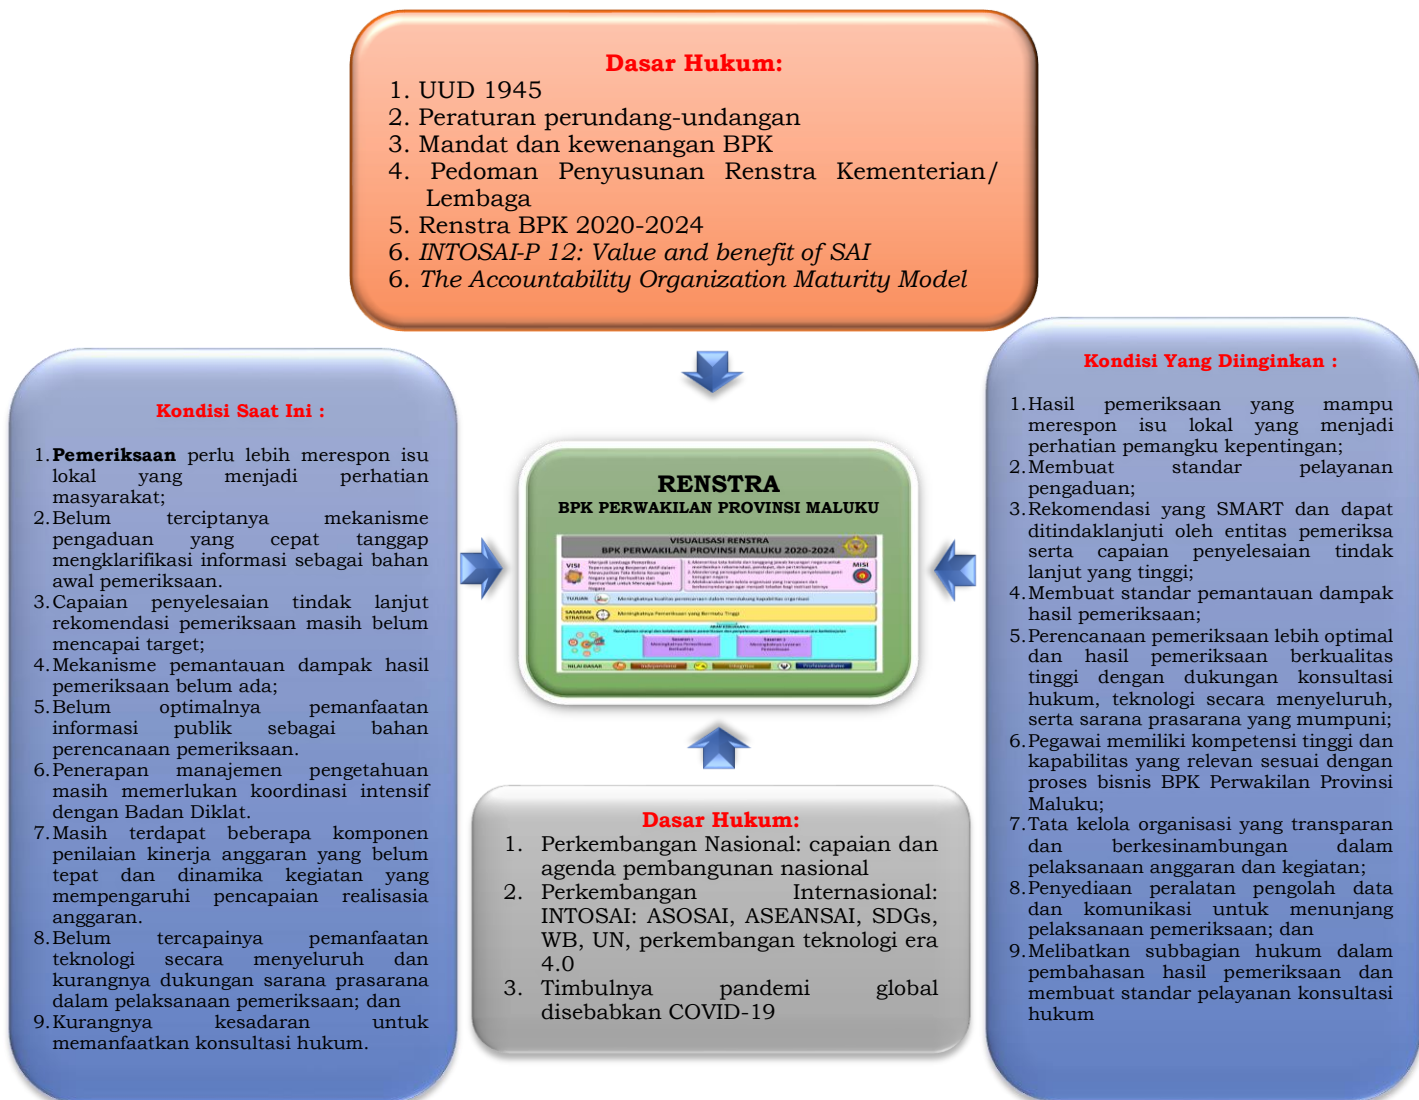 Dasar Hukum:
1. UUD 1945
2. Peraturan perundang-undangan
3. Mandat dan kewenangan BPK
4. Pedoman Penyusunan Renstra Kementerian/
Lembaga
5. Renstra BPK 2020-2024
6. INTOSAI-P 12: Value and benefit of SAI
6. The Accountability Organization Maturity Model
Kondisi Saat Ini :
1. Pemeriksaan perlu lebih merespon isu
lokal yang menjadi perhatian
masyarakat;
2. Belum terciptanya mekanisme
pengaduan yang cepat tanggap
mengklarifikasi informasi sebagai bahan
awal pemeriksaan.
3. Capaian penyelesaian tindak lanjut
rekomendasi pemeriksaan masih belum
mencapai target;
4. Mekanisme pemantauan dampak hasil
pemeriksaan belum ada;
5. Belum optimalnya pemanfaatan
informasi publik sebagai bahan
perencanaan pemeriksaan.
6. Penerapan manajemen pengetahuan
masih memerlukan koordinasi intensif
dengan Badan Diklat.
7. Masih terdapat beberapa komponen
penilaian kinerja anggaran yang belum
tepat dan dinamika kegiatan yang
mempengaruhi pencapaian realisasia
anggaran.
8. Belum tercapainya pemanfaatan
teknologi secara menyeluruh dan
kurangnya dukungan sarana prasarana
dalam pelaksanaan pemeriksaan; dan
9. Kurangnya kesadaran untuk
memanfaatkan konsultasi hukum.
RENSTRA
BPK PERWAKILAN PROVINSI MALUKU
VISUALISASI RENSTRA
BPK PERWAKILAN PROVINSI MALUKU 2020-2024
VISI
MISI
TUJUAN
SASARAN
STRATEGIS
Meningkatnya Pemeriksaan yang Bermutu Tinggi
NILAI DASAR
Independensi
Integritas
Profesionalisme
Dasar Hukum:
1. Perkembangan Nasional: capaian dan
agenda pembangunan nasional
2. Perkembangan Internasional:
INTOSAI: ASOSAI, ASEANSAI, SDGs,
WB, UN, perkembangan teknologi era
4.0
3. Timbulnya pandemi global
disebabkan COVID-19
Kondisi Yang Diinginkan :
1. Hasil pemeriksaan yang mampu
merespon isu lokal yang menjadi
perhatian pemangku kepentingan;
2. Membuat standar pelayanan
pengaduan;
3. Rekomendasi yang SMART dan dapat
ditindaklanjuti oleh entitas pemeriksa
serta capaian penyelesaian tindak
lanjut yang tinggi;
4. Membuat standar pemantauan dampak
hasil pemeriksaan;
5. Perencanaan pemeriksaan lebih optimal
dan hasil pemeriksaan berkualitas
tinggi dengan dukungan konsultasi
hukum, teknologi secara menyeluruh,
serta sarana prasarana yang mumpuni;
6. Pegawai memiliki kompetensi tinggi dan
kapabilitas yang relevan sesuai dengan
proses bisnis BPK Perwakilan Provinsi
Maluku;
7. Tata kelola organisasi yang transparan
dan berkesinambungan dalam
pelaksanaan anggaran dan kegiatan;
8. Penyediaan peralatan pengolah data
dan komunikasi untuk menunjang
pelaksanaan pemeriksaan; dan
9. Melibatkan subbagian hukum dalam
pembahasan hasil pemeriksaan dan
membuat standar pelayanan konsultasi
hukum